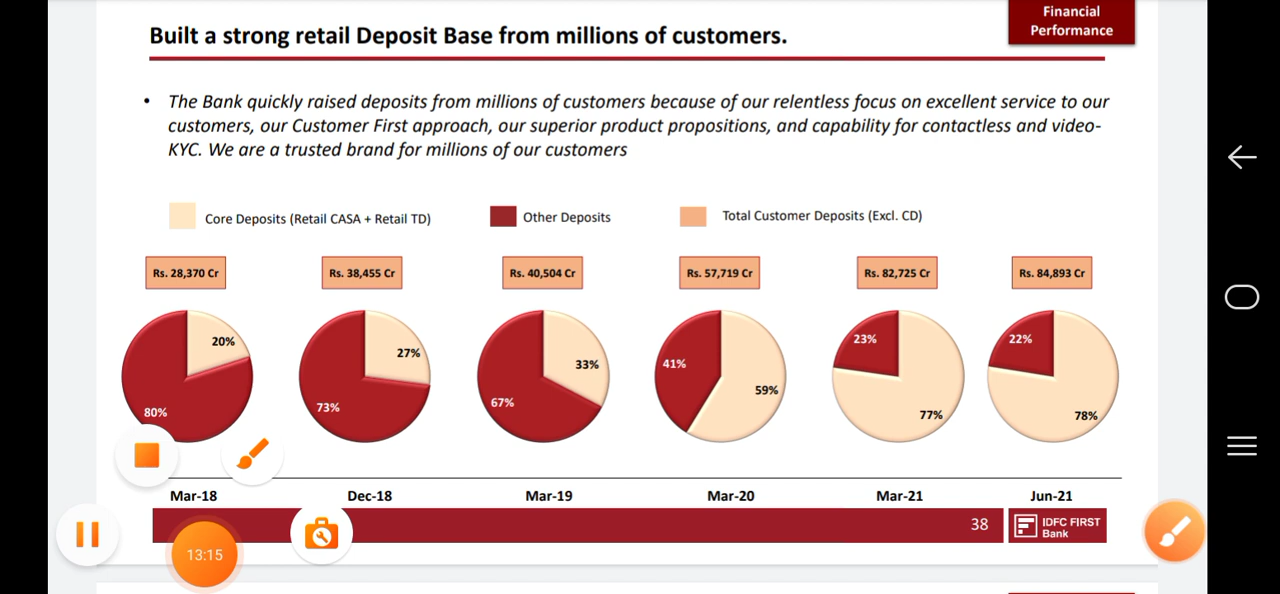 Financial
Performance
Built a strong retail Deposit Base from millions of customers.
• The Bank quickly raised deposits from millions of customers because of our relentless focus on excellent service to our
customers, our Customer First approach, our superior product propositions, and capability for contactless and video-
KYC. We are a trusted brand for millions of our customers
Core Deposits (Retail CASA + Retail TD)
Other Deposits
Total Customer Deposits (Excl. CD)
Rs. 28,370 Cr
Rs. 38,455 Cr
Rs. 40,504 Cr
Rs. 57,719 Cr
Rs. 82,725 Cr
Rs. 84,893 Cr
20%
80%
27%
73%
33%
67%
41%
59%
23%
77%
22%
78%
Mar-18
Dec-18
Mar-19
Mar-20
Mar-21
Jun-21
38
IDFC FIRST
Bank
13:15